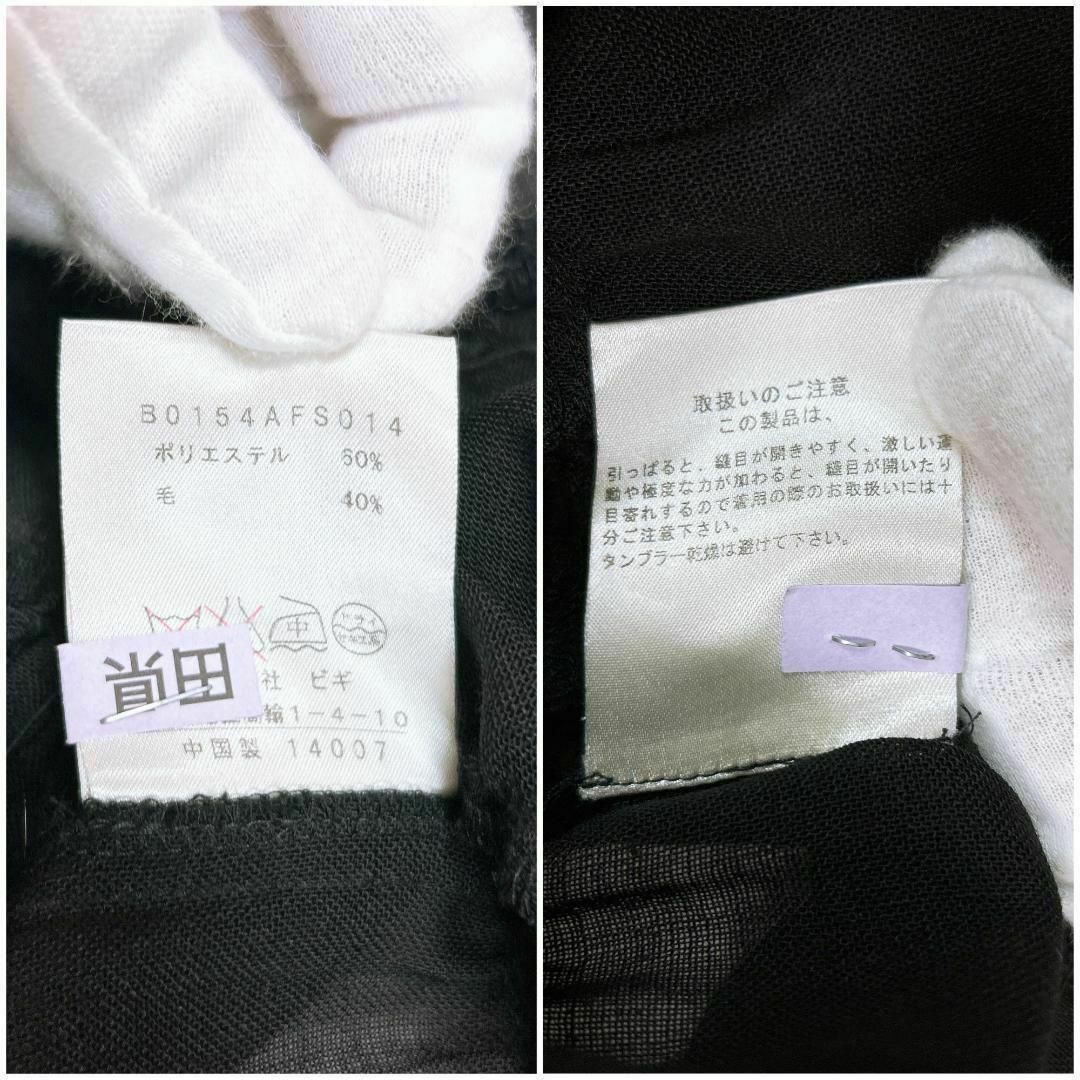 B0154AFS014
ポリエステル 60%
毛 40%
中
ドライ
田
社 ビギ
輪1-4-10
中国製 14007
取扱いのご注意
この製品は、
引っぱると、縫目が開きやすく、激しい運
動や極度な力が加わると、縫目が開いたり
目寄れするので着用の際のお取扱いには十
分ご注意下さい。
タンブラー乾燥は避けて下さい。